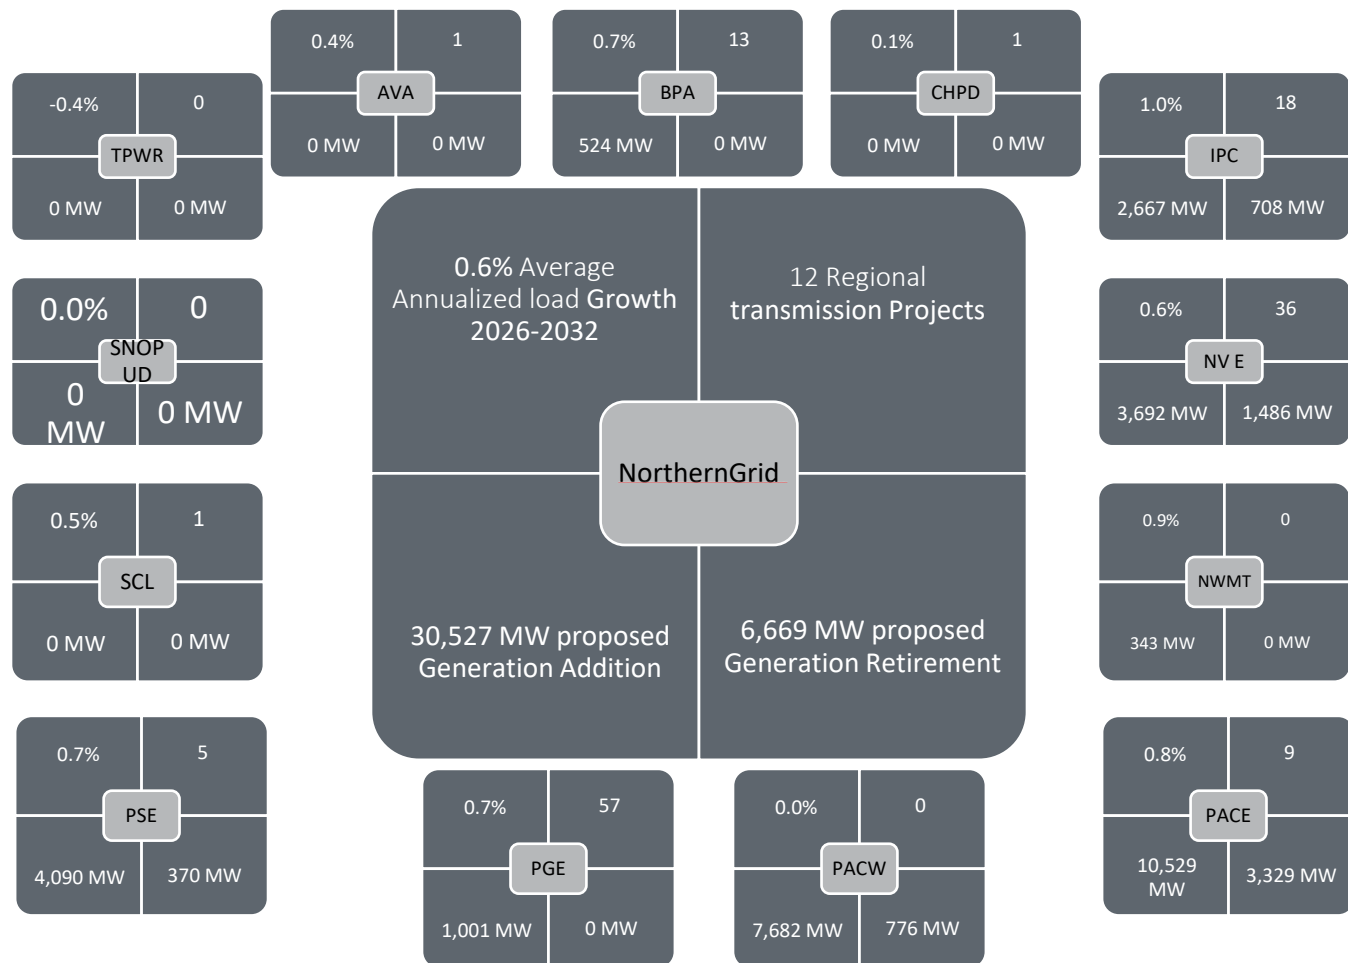 0.4%
1
AVA
0 MW
0 MW
0.7%
13
BPA
524 MW
0 MW
0.1%
1
CHPD
0 MW
0 MW
-0.4%
0
TPWR
0 MW
0 MW
1.0%
18
IPC
2,667 MW
708 MW
0.6% Average
Annualized load Growth
2026-2032
12 Regional
transmission Projects
NorthernGrid
30,527 MW proposed
Generation Addition
6,669 MW proposed
Generation Retirement
0.0%
0
SNOP
UD
0
MW
0 MW
0.6%
36
NV E
3,692 MW
1,486 MW
0.5%
1
SCL
0 MW
0 MW
0.9%
0
NWMT
343 MW
0 MW
0.7%
5
PSE
4,090 MW
370 MW
0.7%
57
PGE
1,001 MW
0 MW
0.0%
0
PACW
7,682 MW
776 MW
0.8%
9
PACE
10,529
MW
3,329 MW